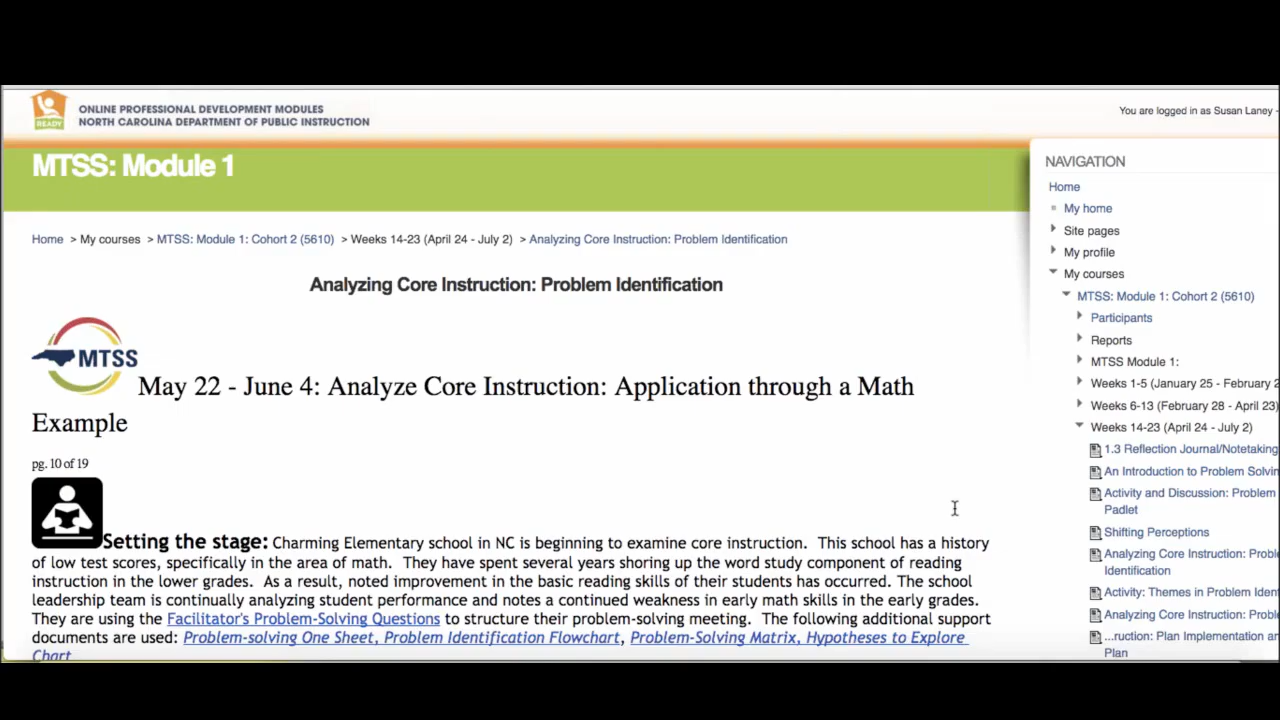 READY
ONLINE PROFESSIONAL DEVELOPMENT MODULES
NORTH CAROLINA DEPARTMENT OF PUBLIC INSTRUCTION
You are logged in as Susan Laney -
MTSS: Module 1
Home > My courses > MTSS: Module 1: Cohort 2 (5610) > Weeks 14-23 (April 24 - July 2) > Analyzing Core Instruction: Problem Identification
Analyzing Core Instruction: Problem Identification
MTSS
May 22 - June 4: Analyze Core Instruction: Application through a Math
Example
pg. 10 of 19
Setting the stage: Charming Elementary school in NC is beginning to examine core instruction. This school has a history
of low test scores, specifically in the area of math. They have spent several years shoring up the word study component of reading
instruction in the lower grades. As a result, noted improvement in the basic reading skills of their students has occurred. The school
leadership team is continually analyzing student performance and notes a continued weakness in early math skills in the early grades.
They are using the Facilitator's Problem-Solving Questions to structure their problem-solving meeting. The following additional support
documents are used: Problem-solving One Sheet, Problem Identification Flowchart, Problem-Solving Matrix, Hypotheses to Explore
Chart
NAVIGATION
Home
My home
Site pages
My profile
My courses
MTSS: Module 1: Cohort 2 (5610)
Participants
Reports
MTSS Module 1:
Weeks 1-5 (January 25 - February 2
Weeks 6-13 (February 28 - April 23)
Weeks 14-23 (April 24 - July 2)
1.3 Reflection Journal/Notetaking
An Introduction to Problem Solvin
Activity and Discussion: Problem
Padlet
Shifting Perceptions
Analyzing Core Instruction: Proble
Identification
Activity: Themes in Problem Iden
Analyzing Core Instruction: Proble
...ruction: Plan Implementation an
Plan